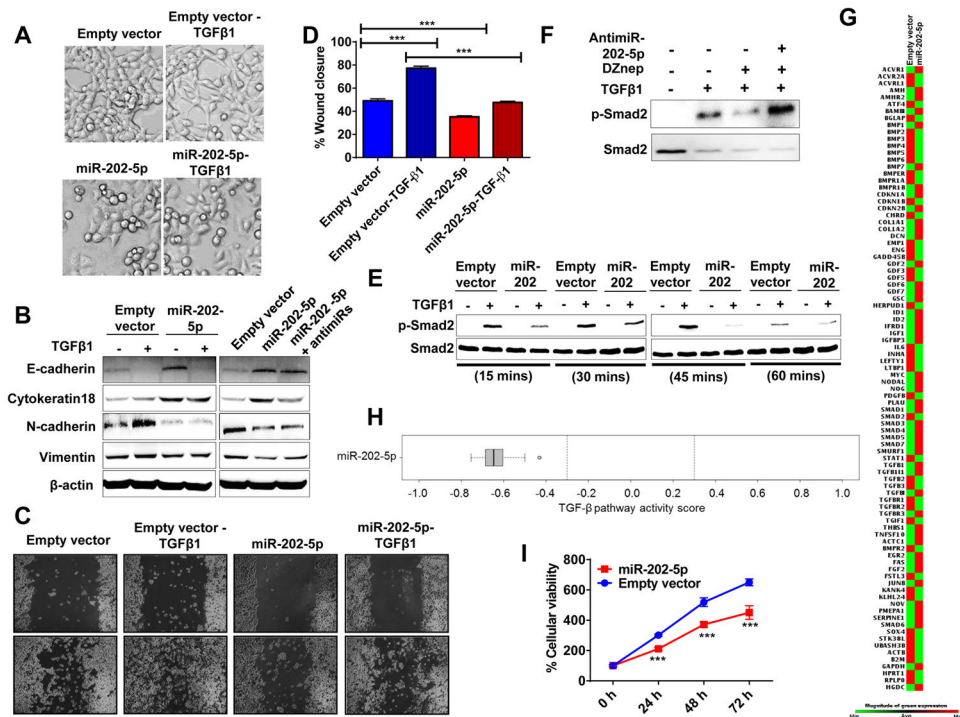 A
Empty vector
Empty vector -
TGFβ1
miR-202-5p
miR-202-5p-
TGFβ1
B
Empty
vector
miR-202-
5p
Empty vector
miR-202-5p
miR-202-5p
+ antimiRs
TGFβ1
-
+
-
+
E-cadherin
Cytokeratin18
N-cadherin
Vimentin
β-actin
C
Empty vector
Empty vector -
TGFβ1
miR-202-5p
miR-202-5p-
TGFβ1
D
% Wound closure
100
80
60
40
20
0
***
***
***
Empty vector
Empty vector-TGF-β1
miR-202-5p
miR-202-5p-TGF-β1
F
AntimiR-
202-5p
- - - +
DZnep
- - + +
TGFβ1
- + + +
p-Smad2
Smad2
E
Empty
vector
miR-
202
Empty
vector
miR-
202
Empty
vector
miR-
202
Empty
vector
miR-
202
TGFβ1
- + - + - + - + - + - + - + - +
p-Smad2
Smad2
(15 mins)
(30 mins)
(45 mins)
(60 mins)
H
miR-202-5p
-1.0 -0.8 -0.6 -0.4 -0.2 0.0 0.2 0.4 0.6 0.8 1.0
TGF-β pathway activity score
I
% Cellular viability
800
600
400
200
0
miR-202-5p
Empty vector
***
***
***
0 h
24 h
48 h
72 h
G
Empty vector
miR-202-5p
ACVR1
ACVR2A
ACVRL1
AMH
AMHR2
ATF4
BAMBI
BGLAP
BMP1
BMP2
BMP3
BMP4
BMP5
BMP6
BMP7
BMPER
BMPR1A
BMPR1B
CDKN1A
CDKN1B
CDKN2B
CHRD
COL1A1
COL1A2
DCN
EMP1
ENG
GADD45B
GDF2
GDF3
GDF5
GDF6
GDF7
GSC
HERPUD1
ID1
ID2
IFRD1
IGF1
IGFBP3
IL6
INHA
LEFTY1
LTBP1
MYC
NODAL
NOG
PDGFB
PLAU
SMAD1
SMAD2
SMAD3
SMAD4
SMAD5
SMAD7
SMURF1
STAT1
TGFB1
TGFB1I1
TGFB2
TGFB3
TGFBI
TGFBR1
TGFBR2
TGFBR3
TGIF1
THBS1
TNFSF10
ACTC1
BMPR2
EGR2
FAS
FGF2
FSTL3
JUNB
KANK4
KLHL24
NOV
PMEPA1
SERPINE1
SMAD6
SOX4
STK38L
UBASH3B
ACTB
B2M
GAPDH
HPRT1
RPLP0
HGDC
Magnitude of green expression